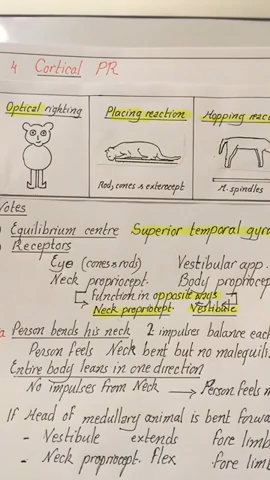 4 Cortical PR
Optical righting
Placing reaction
Hopping reac
Rod, cones & exterocept
M. spindles
Notes
Equilibrium centre Superior temporal gyru
Receptors
Eye (cones & rods) Vestibular app.
Neck propriocept. Body propriocep
Function in opposite
Neck propriocept. Vestibule
Person bends his neck 2 impulses balance each
Person feels Neck bent but no malequili
Entire body leans in one direction
No impulses from Neck → Person feels m
If Head of medullary animal is bent forwa
- Vestibule extends fore limb
- Neck propriocept. flex fore limb